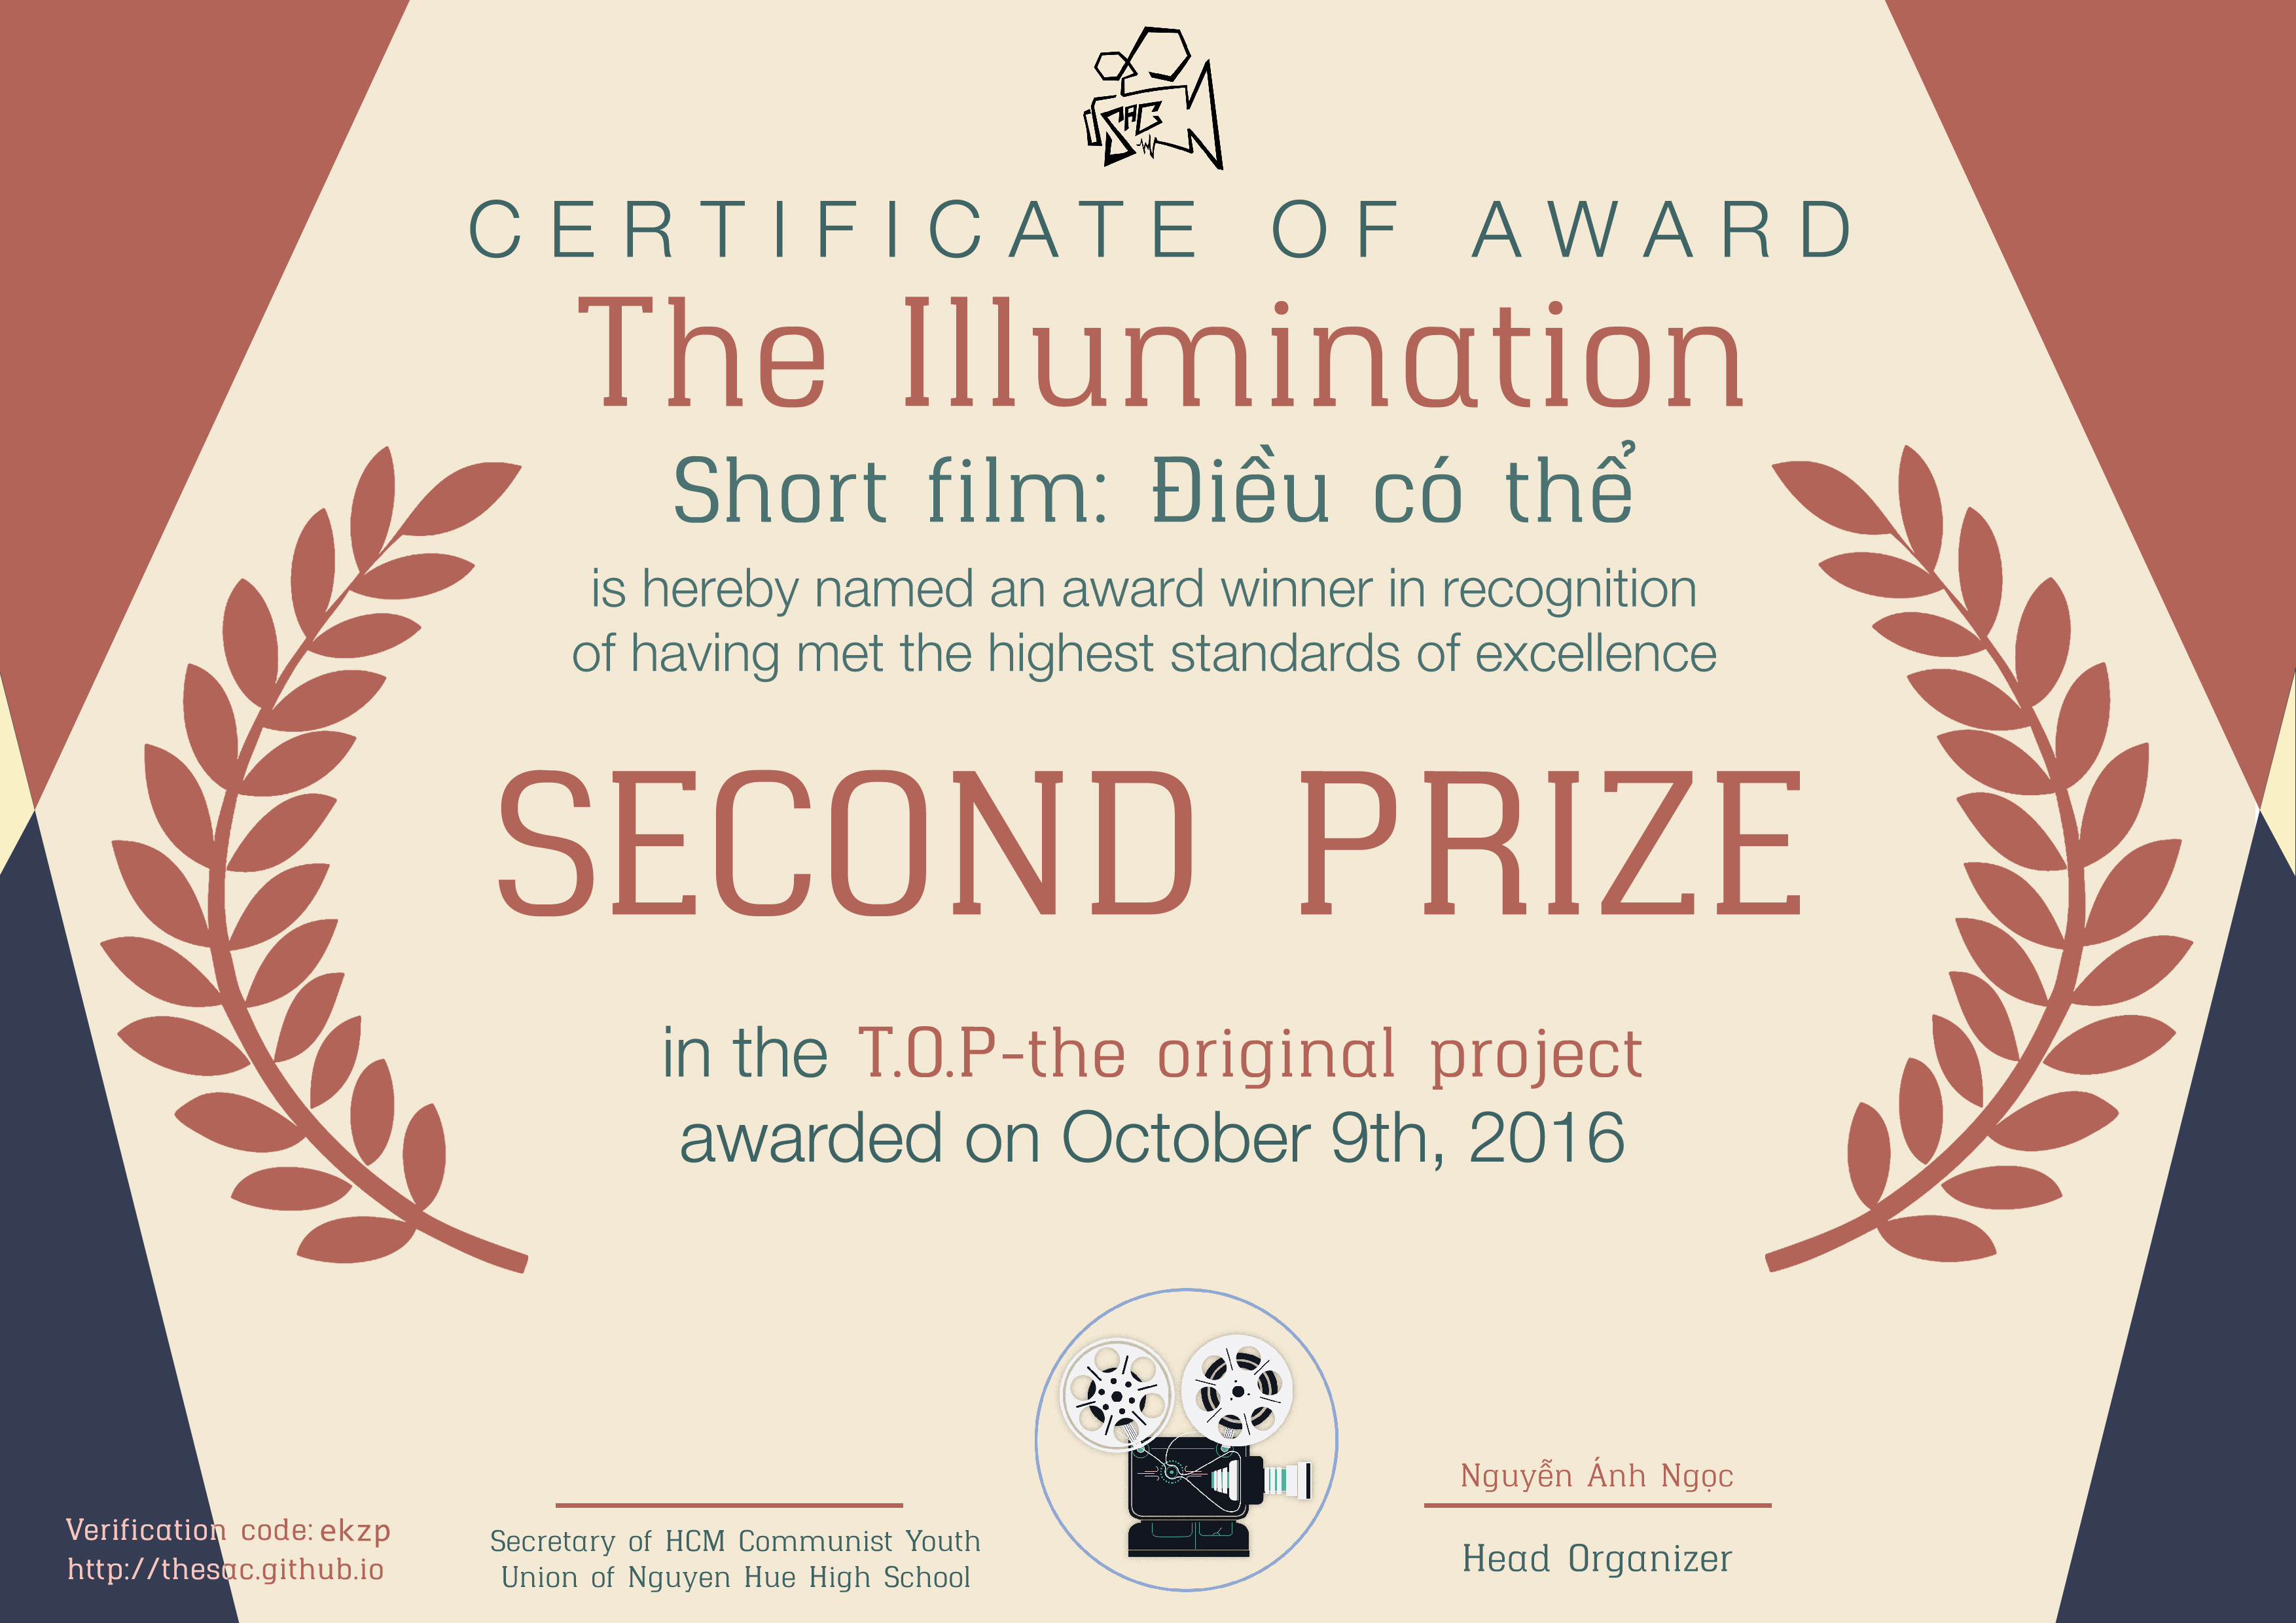 SAC
CERTIFICATE OF AWARD
The Illumination
Short film: Điều có thể
is hereby named an award winner in recognition
of having met the highest standards of excellence
SECOND PRIZE
in the T.O.P-the original project
awarded on October 9th, 2016
Verification code: ekzp
http://thesac.github.io
Secretary of HCM Communist Youth
Union of Nguyen Hue High School
Nguyễn Ánh Ngọc
Head Organizer